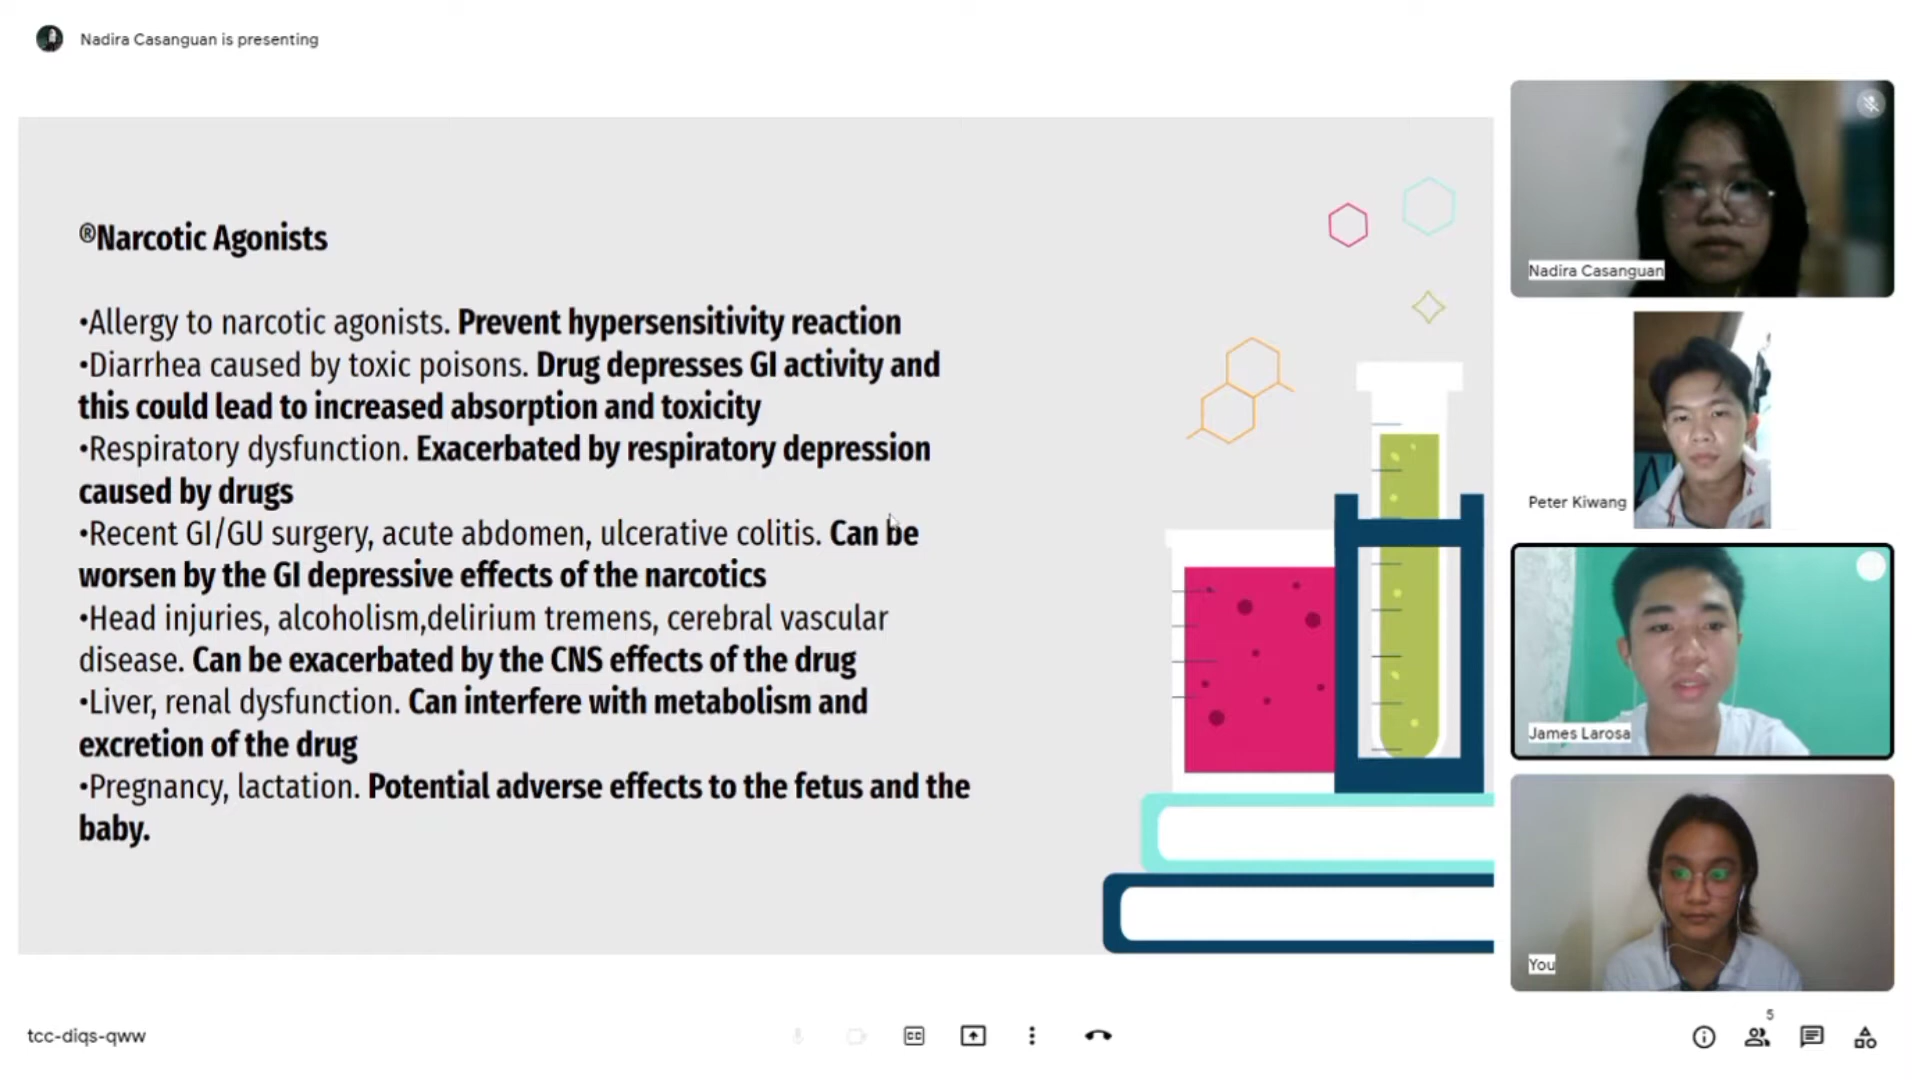 Nadira Casanguan is presenting
®Narcotic Agonists
•Allergy to narcotic agonists. Prevent hypersensitivity reaction
•Diarrhea caused by toxic poisons. Drug depresses GI activity and
this could lead to increased absorption and toxicity
•Respiratory dysfunction. Exacerbated by respiratory depression
caused by drugs
•Recent GI/GU surgery, acute abdomen, ulcerative colitis. Can be
worsen by the GI depressive effects of the narcotics
•Head injuries, alcoholism,delirium tremens, cerebral vascular
disease. Can be exacerbated by the CNS effects of the drug
•Liver, renal dysfunction. Can interfere with metabolism and
excretion of the drug
•Pregnancy, lactation. Potential adverse effects to the fetus and the
baby.
Nadira Casanguan
Peter Kiwang
James Larosa
You
tcc-diqs-qww
CC
5